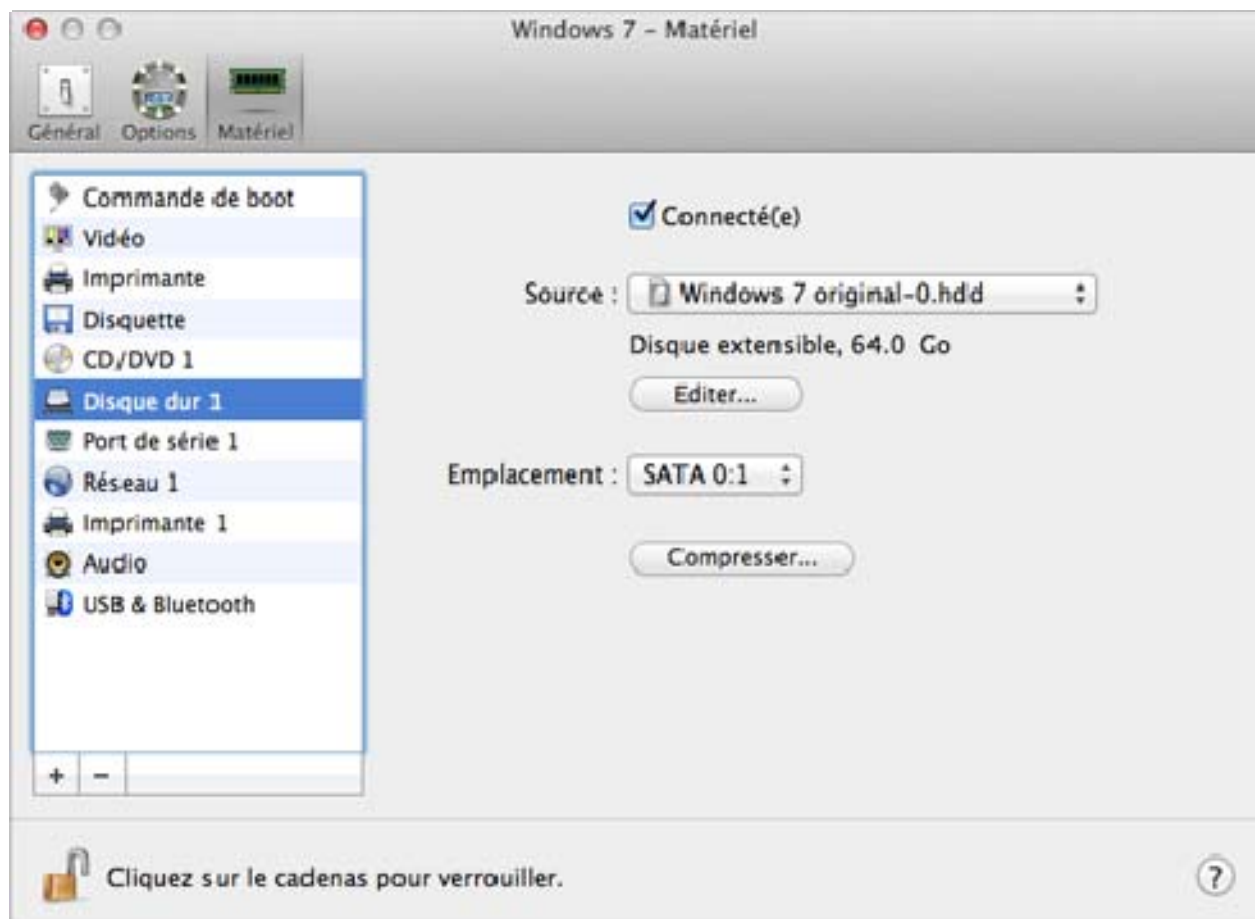 Windows 7 – Matériel
Général Options Matériel
Commande de boot
Vidéo
Imprimante
Disquette
CD/DVD 1
Disque dur 1
Port de série 1
Réseau 1
Imprimante 1
Audio
USB & Bluetooth
+ −
Connecté(e)
Source : Windows 7 original-0.hdd
Disque extensible, 64.0 Go
Editer...
Emplacement : SATA 0:1
Compresser...
Cliquez sur le cadenas pour verrouiller.
?